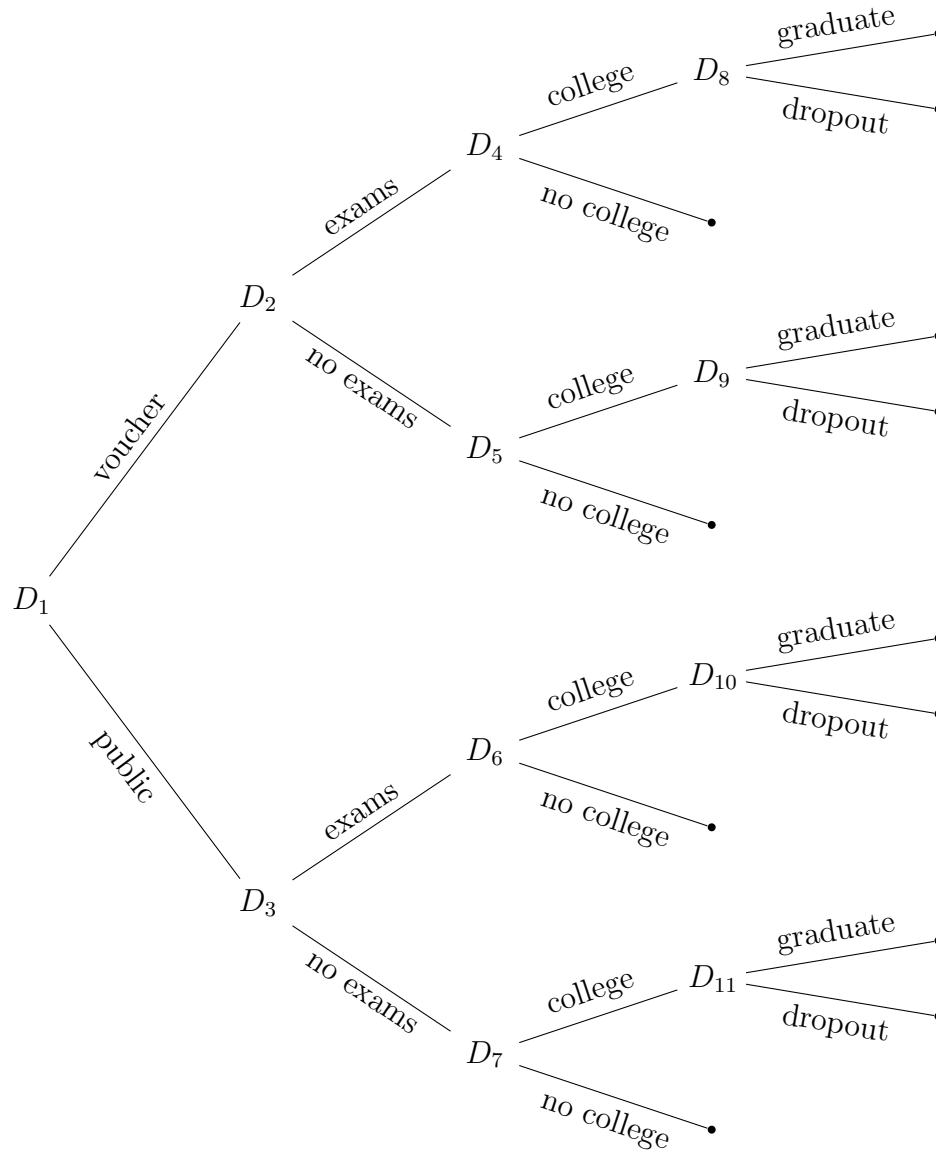 graduate
D₈
college
dropout
D₄
exams
no college
D₂
graduate
no exams
college
D₉
dropout
voucher
D₅
no college
D₁
graduate
college
D₁₀
dropout
public
D₆
exams
no college
D₃
graduate
no exams
college
D₁₁
dropout
D₇
no college